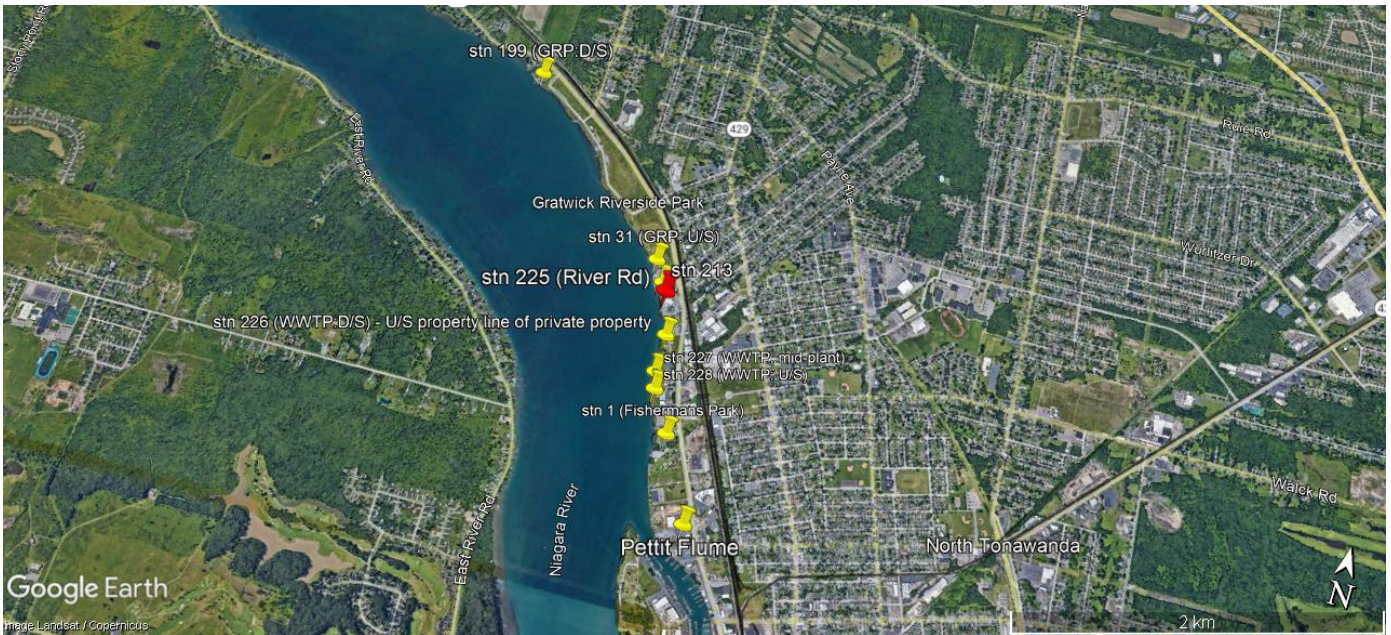 Stony Point Rd
stn 199 (GRP:D/S)
East River Rd
429
Ruie Rd
Payne Ave
Gratwick Riverside Park
stn 31 (GRP: U/S)
Wurlitzer Dr
stn 225 (River Rd)
stn 213
stn 226 (WWTP:D/S) - U/S property line of private property
stn 227 (WWTP: mid-plant)
stn 228 (WWTP: U/S)
stn 1 (Fishermans Park)
Walck Rd
East River Rd
Niagara River
Pettit Flume
North Tonawanda
Google Earth
Image Landsat / Copernicus
N
2 km